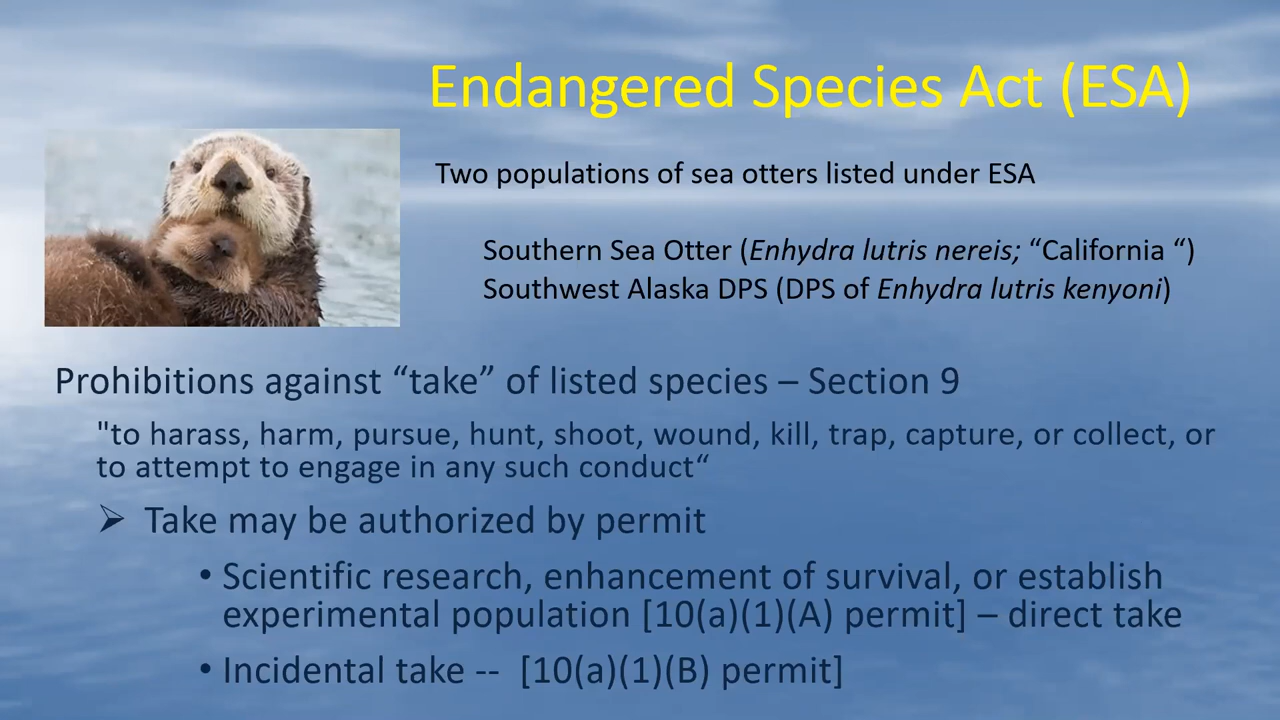 Endangered Species Act (ESA)
Two populations of sea otters listed under ESA
Southern Sea Otter (Enhydra lutris nereis; “California “)
Southwest Alaska DPS (DPS of Enhydra lutris kenyoni)
Prohibitions against “take” of listed species – Section 9
"to harass, harm, pursue, hunt, shoot, wound, kill, trap, capture, or collect, or
to attempt to engage in any such conduct“
➢ Take may be authorized by permit
• Scientific research, enhancement of survival, or establish
experimental population [10(a)(1)(A) permit] – direct take
• Incidental take -- [10(a)(1)(B) permit]